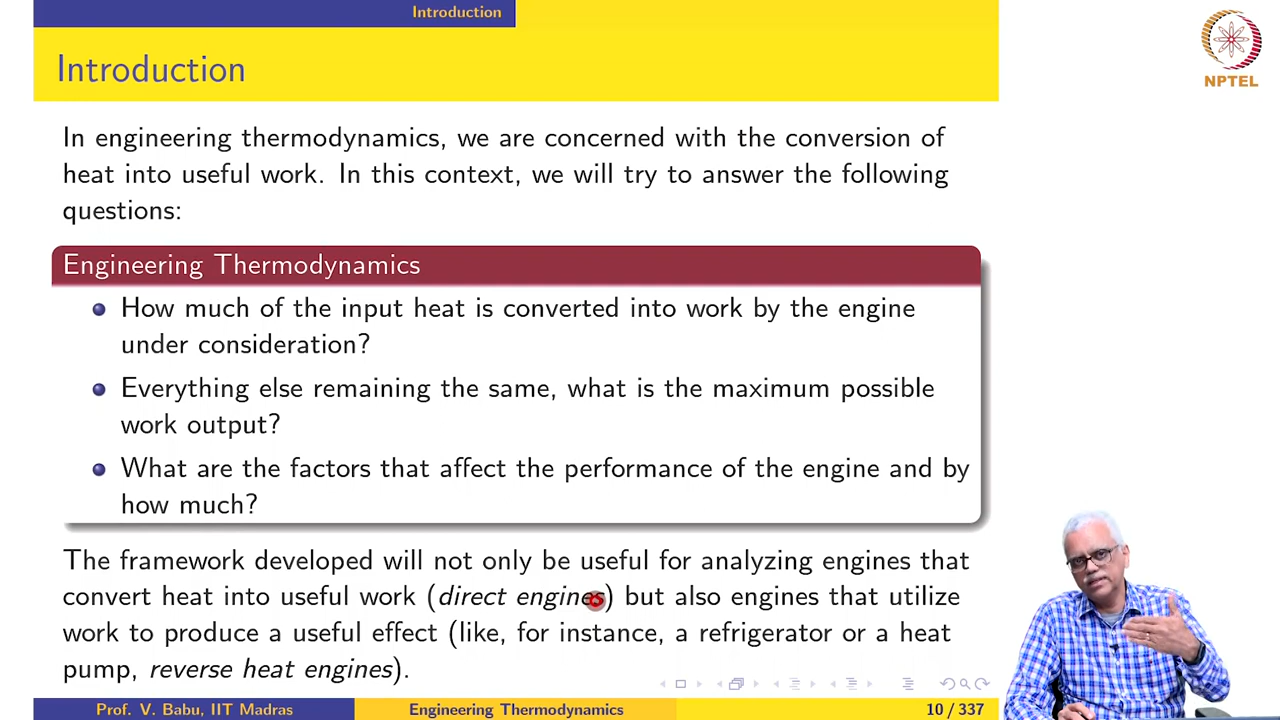 Introduction
NPTEL
Introduction
In engineering thermodynamics, we are concerned with the conversion of
heat into useful work. In this context, we will try to answer the following
questions:
Engineering Thermodynamics
How much of the input heat is converted into work by the engine
under consideration?
Everything else remaining the same, what is the maximum possible
work output?
What are the factors that affect the performance of the engine and by
how much?
The framework developed will not only be useful for analyzing engines that
convert heat into useful work (direct engines) but also engines that utilize
work to produce a useful effect (like, for instance, a refrigerator or a heat
pump, reverse heat engines).
Prof. V. Babu, IIT Madras Engineering Thermodynamics 10 / 337